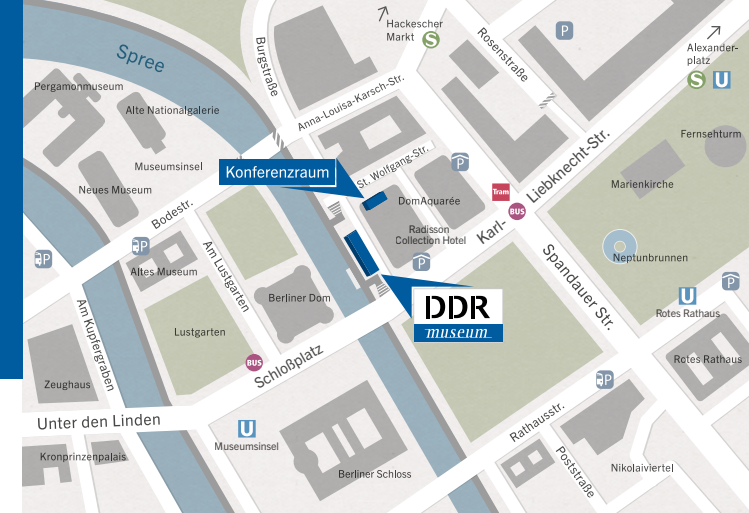 Hackescher
Markt
S
P
Alexander-
platz
S U
Rosenstraße
Burgstraße
Spree
Pergamonmuseum
Alte Nationalgalerie
Anna-Louisa-Karsch-Str.
Fernsehturm
Museumsinsel
Konferenzraum
St. Wolfgang-Str.
P
Karl-Liebknecht-Str.
Neues Museum
Marienkirche
Tram
DomAquarée
BUS
Bodestr.
Radisson
Collection Hotel
P
P
P
Am Lustgarten
Altes Museum
Neptunbrunnen
Spandauer Str.
P
U
Rotes Rathaus
Berliner Dom
DDR
museum
Am Kupfergraben
Lustgarten
BUS
Schloßplatz
Rotes Rathaus
Zeughaus
P
Unter den Linden
U
Museumsinsel
Rathausstr.
Kronprinzenpalais
Berliner Schloss
Poststraße
Nikolaiviertel